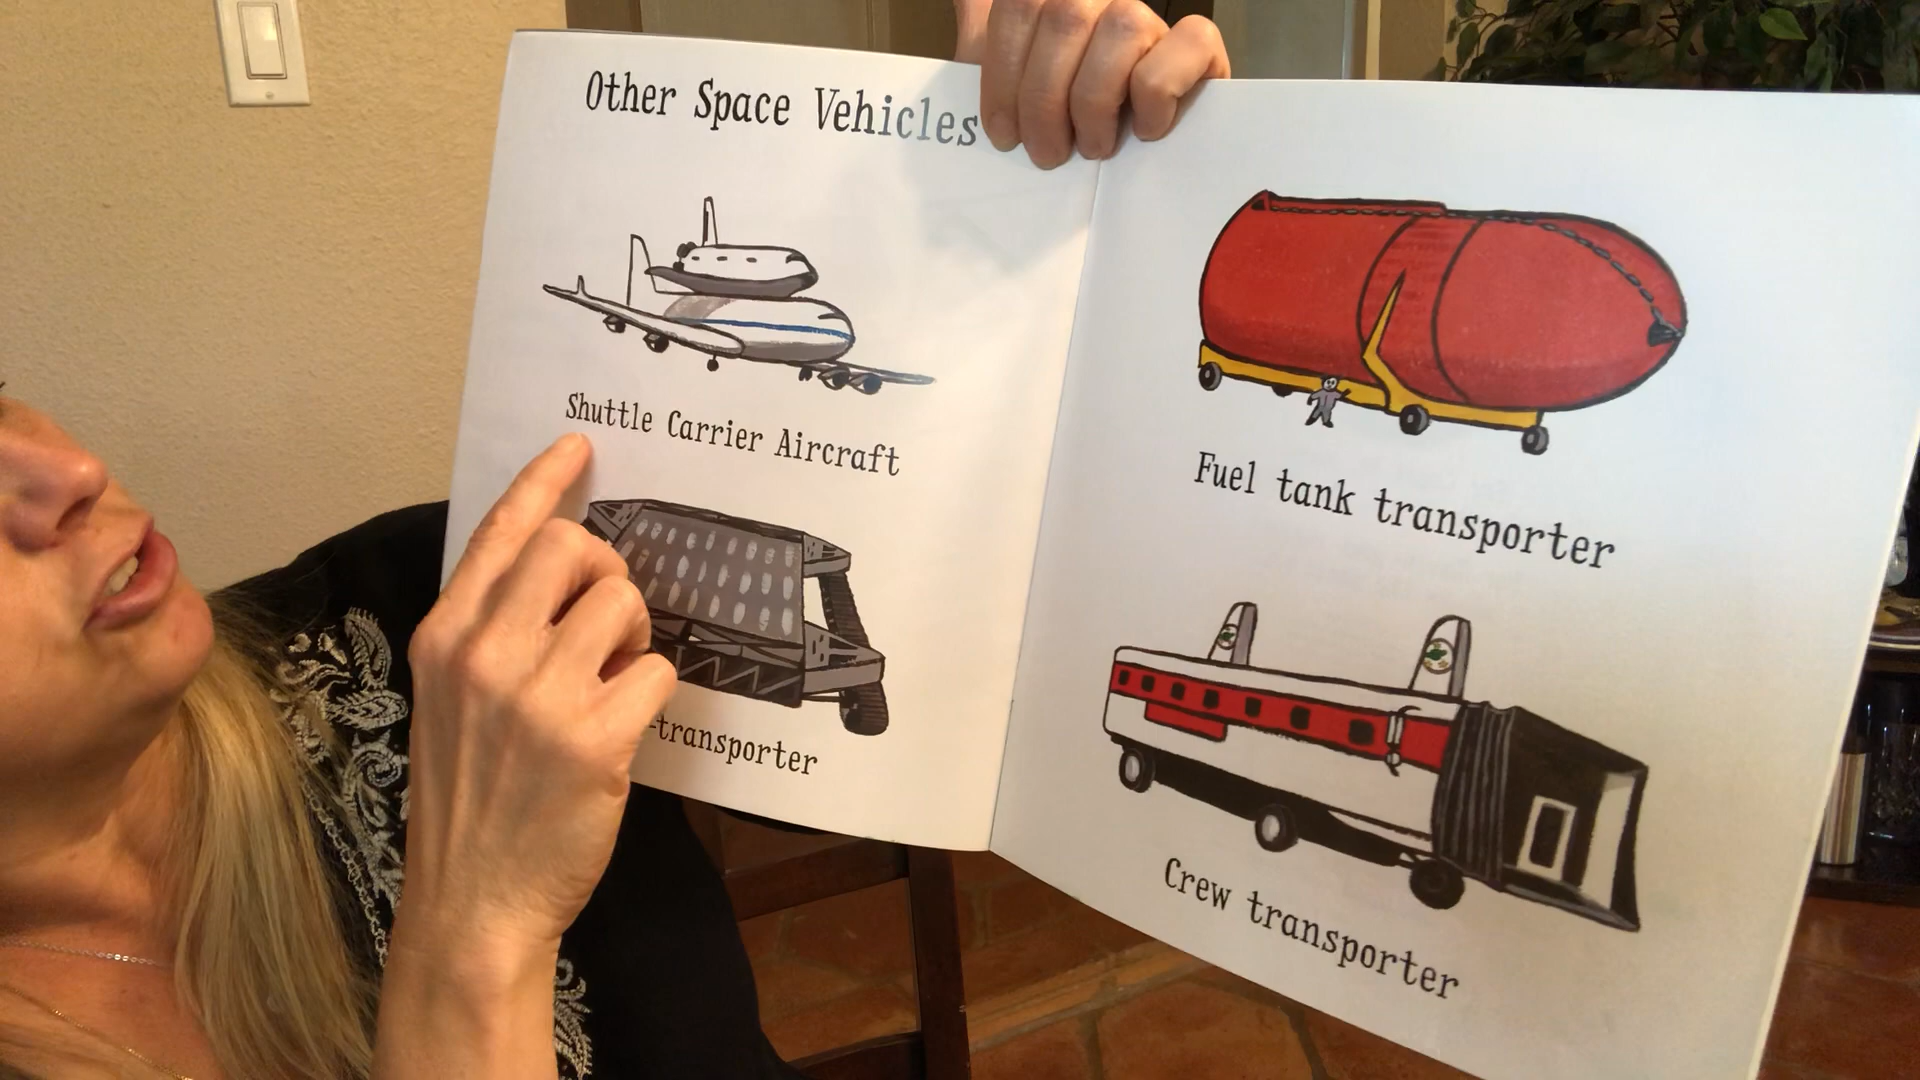 Other Space Vehicles
Shuttle Carrier Aircraft
-transporter
Fuel tank transporter
Crew transporter